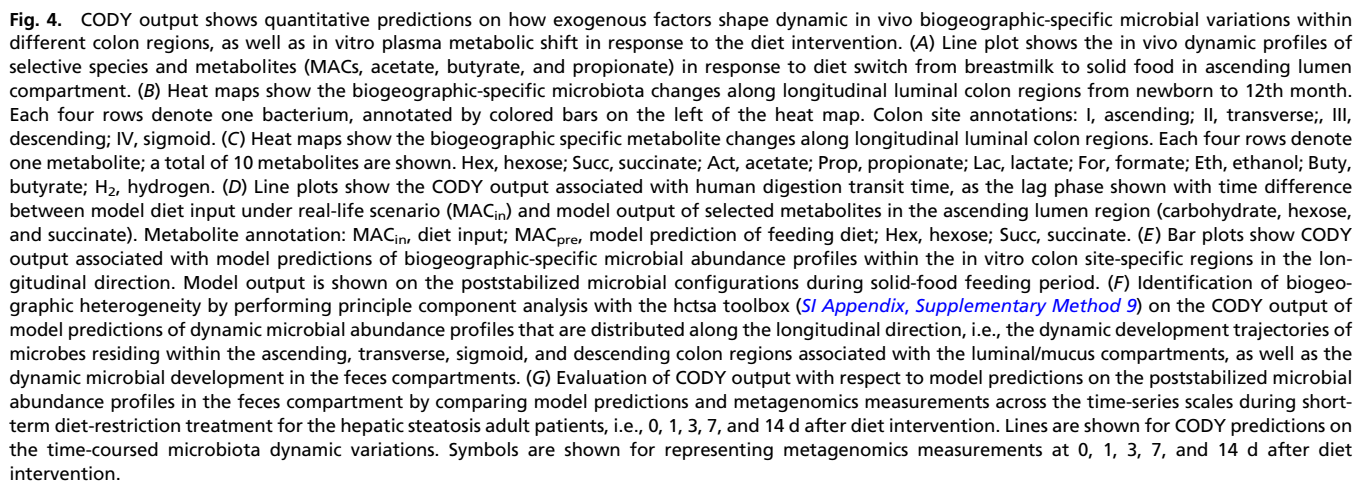 Fig. 4. CODY output shows quantitative predictions on how exogenous factors shape dynamic in vivo biogeographic-specific microbial variations within
different colon regions, as well as in vitro plasma metabolic shift in response to the diet intervention. (A) Line plot shows the in vivo dynamic profiles of
selective species and metabolites (MACs, acetate, butyrate, and propionate) in response to diet switch from breastmilk to solid food in ascending lumen
compartment. (B) Heat maps show the biogeographic-specific microbiota changes along longitudinal luminal colon regions from newborn to 12th month.
Each four rows denote one bacterium, annotated by colored bars on the left of the heat map. Colon site annotations: I, ascending; II, transverse;, III,
descending; IV, sigmoid. (C) Heat maps show the biogeographic specific metabolite changes along longitudinal luminal colon regions. Each four rows denote
one metabolite; a total of 10 metabolites are shown. Hex, hexose; Succ, succinate; Act, acetate; Prop, propionate; Lac, lactate; For, formate; Eth, ethanol; Buty,
butyrate; H₂, hydrogen. (D) Line plots show the CODY output associated with human digestion transit time, as the lag phase shown with time difference
between model diet input under real-life scenario (MACin) and model output of selected metabolites in the ascending lumen region (carbohydrate, hexose,
and succinate). Metabolite annotation: MACin, diet input; MACpre, model prediction of feeding diet; Hex, hexose; Succ, succinate. (E) Bar plots show CODY
output associated with model predictions of biogeographic-specific microbial abundance profiles within the in vitro colon site-specific regions in the lon-
gitudinal direction. Model output is shown on the poststabilized microbial configurations during solid-food feeding period. (F) Identification of biogeo-
graphic heterogeneity by performing principle component analysis with the hctsa toolbox (SI Appendix, Supplementary Method 9) on the CODY output of
model predictions of dynamic microbial abundance profiles that are distributed along the longitudinal direction, i.e., the dynamic development trajectories of
microbes residing within the ascending, transverse, sigmoid, and descending colon regions associated with the luminal/mucus compartments, as well as the
dynamic microbial development in the feces compartments. (G) Evaluation of CODY output with respect to model predictions on the poststabilized microbial
abundance profiles in the feces compartment by comparing model predictions and metagenomics measurements across the time-series scales during short-
term diet-restriction treatment for the hepatic steatosis adult patients, i.e., 0, 1, 3, 7, and 14 d after diet intervention. Lines are shown for CODY predictions on
the time-coursed microbiota dynamic variations. Symbols are shown for representing metagenomics measurements at 0, 1, 3, 7, and 14 d after diet
intervention.